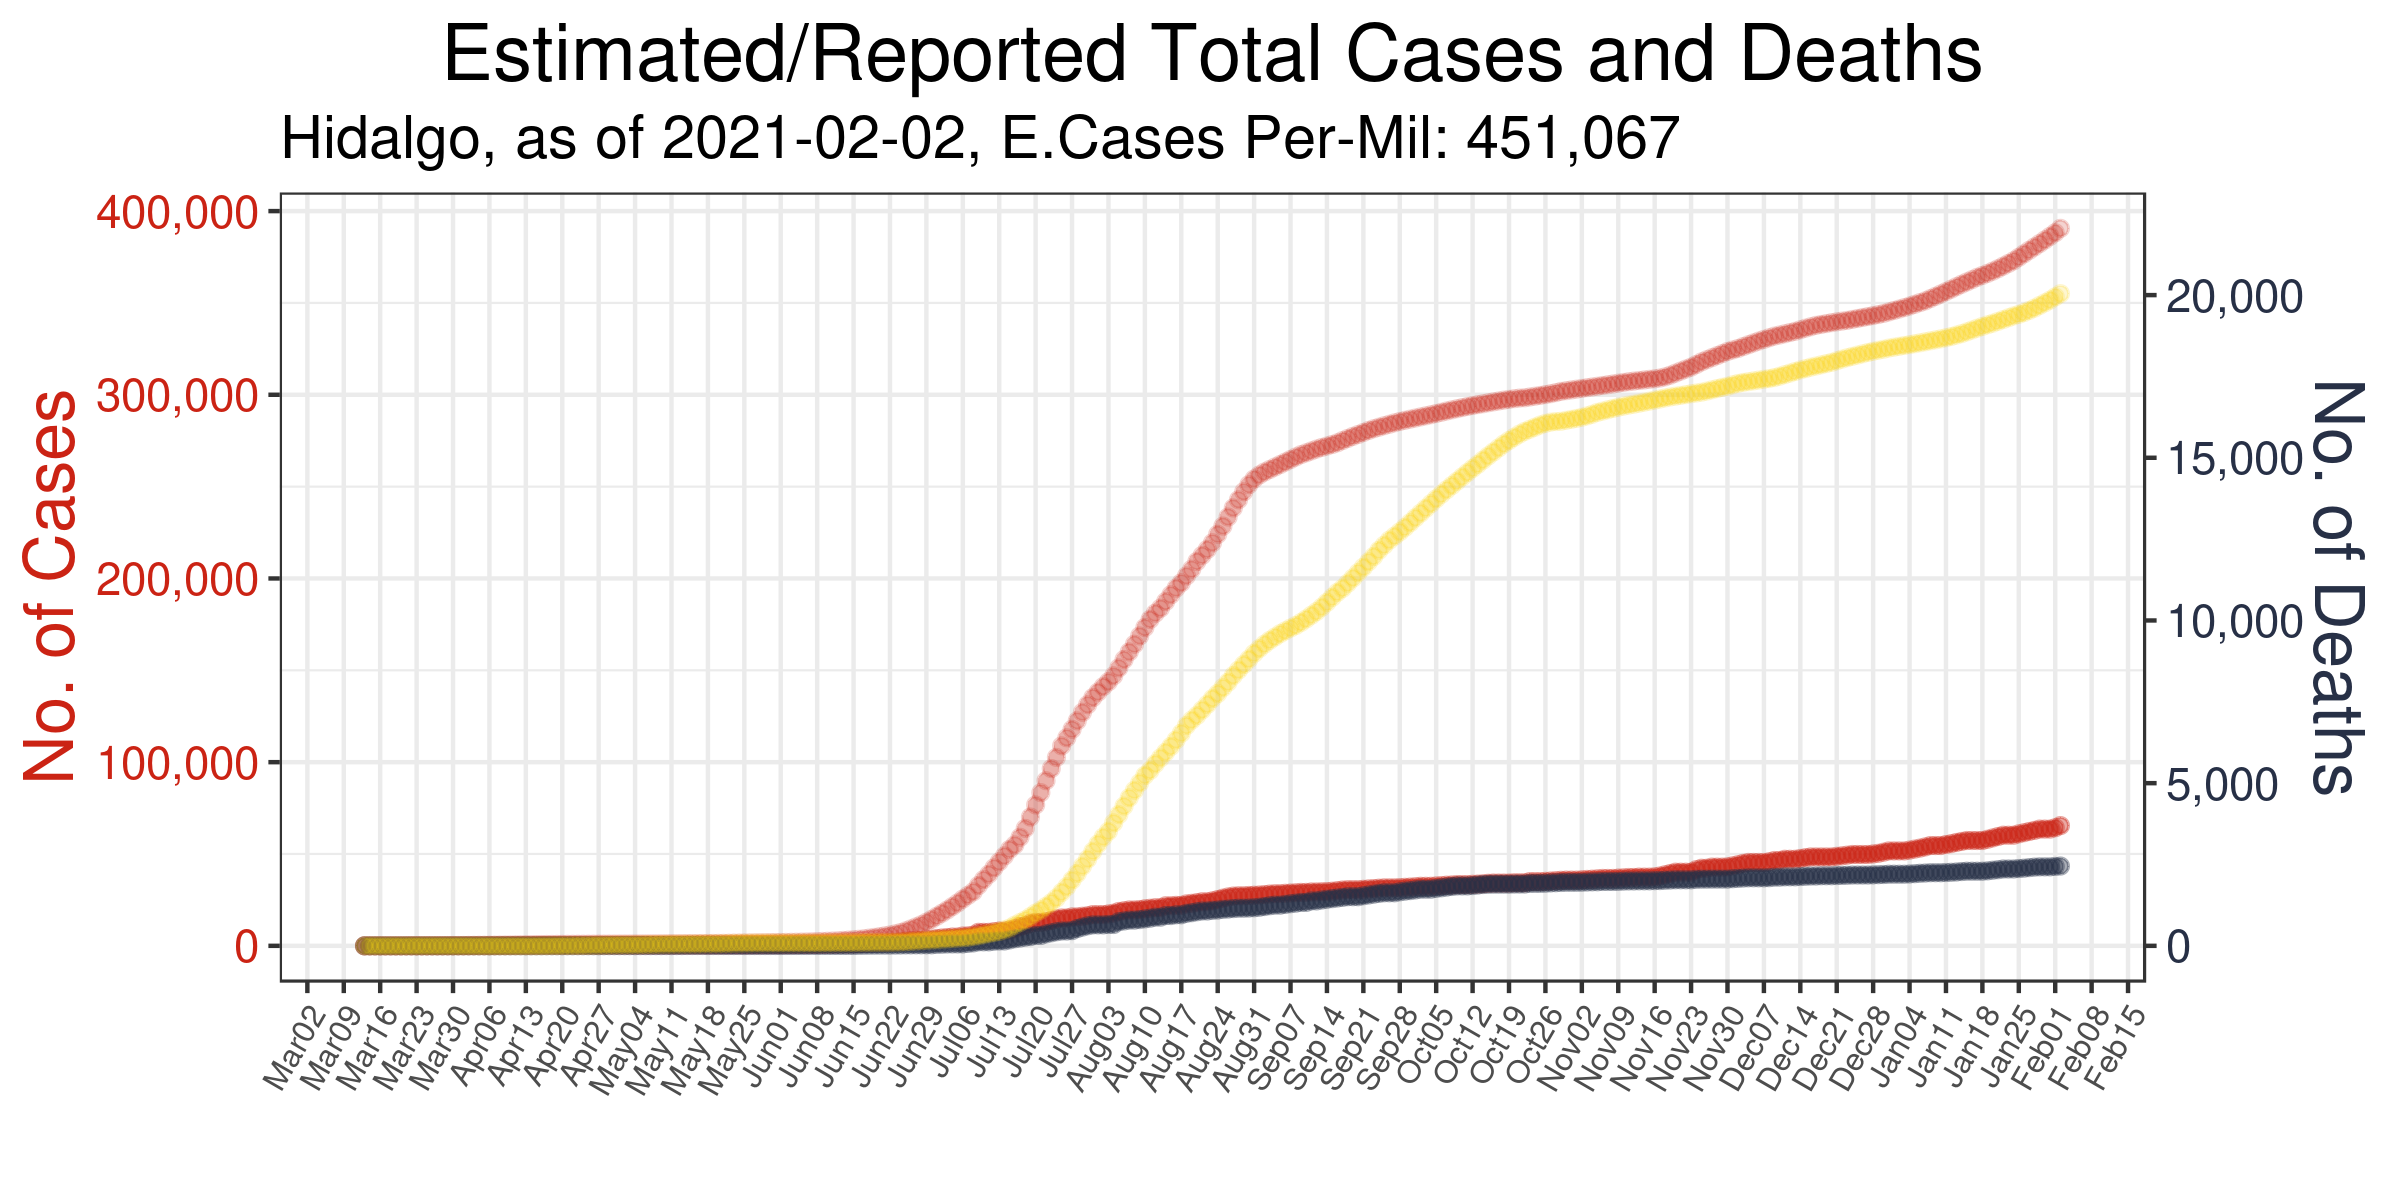 Estimated/Reported Total Cases and Deaths
Hidalgo, as of 2021-02-02, E.Cases Per-Mil: 451,067
No. of Cases
400,000
300,000
200,000
100,000
0
20,000
15,000
10,000
5,000
0
No. of Deaths
Mar02
Mar09
Mar16
Mar23
Mar30
Apr06
Apr13
Apr20
Apr27
May04
May11
May18
May25
Jun01
Jun08
Jun15
Jun22
Jun29
Jul06
Jul13
Jul20
Jul27
Aug03
Aug10
Aug17
Aug24
Aug31
Sep07
Sep14
Sep21
Sep28
Oct05
Oct12
Oct19
Oct26
Nov02
Nov09
Nov16
Nov23
Nov30
Dec07
Dec14
Dec21
Dec28
Jan04
Jan11
Jan18
Jan25
Feb01
Feb08
Feb15